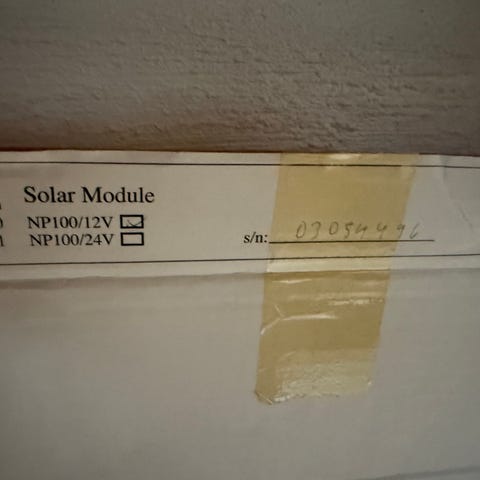 Solar Module
NP100/12V
NP100/24V
s/n: 03054496